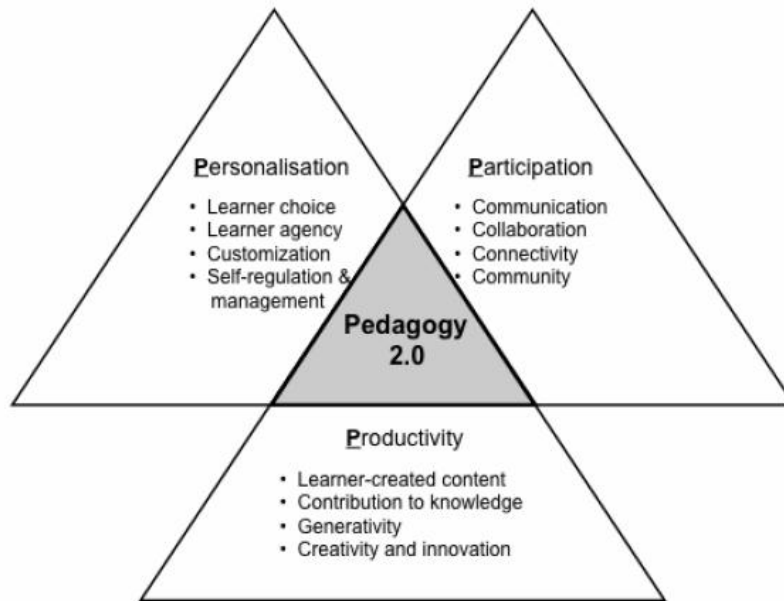 Personalisation
• Learner choice
• Learner agency
• Customization
• Self-regulation &
management
Participation
• Communication
• Collaboration
• Connectivity
• Community
Pedagogy
2.0
Productivity
• Learner-created content
• Contribution to knowledge
• Generativity
• Creativity and innovation